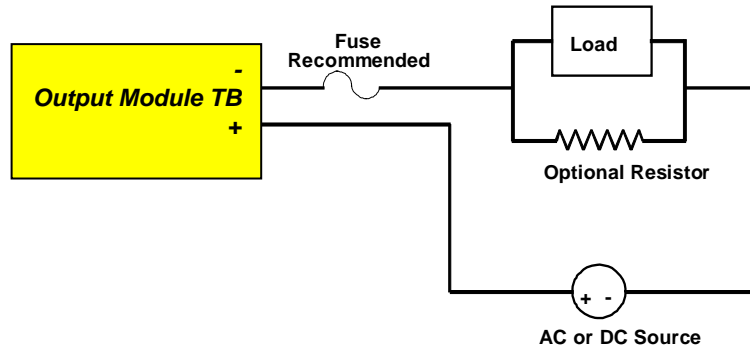 Fuse
Recommended
Load
-
Output Module TB
+
Optional Resistor
+ -
AC or DC Source